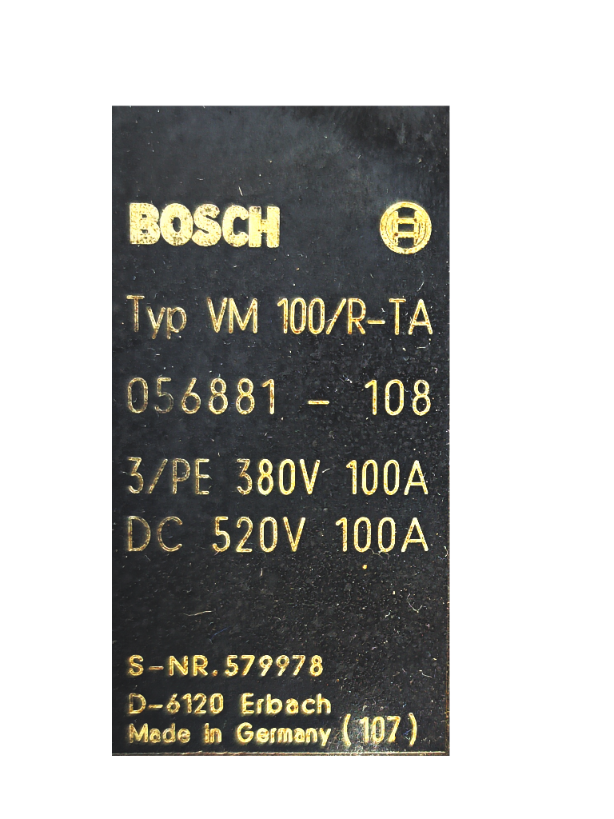 BOSCH
Typ VM 100/R-TA
056881 - 108
3/PE 380V 100A
DC 520V 100A
S-NR.579978
D-6120 Erbach
Made in Germany (107)